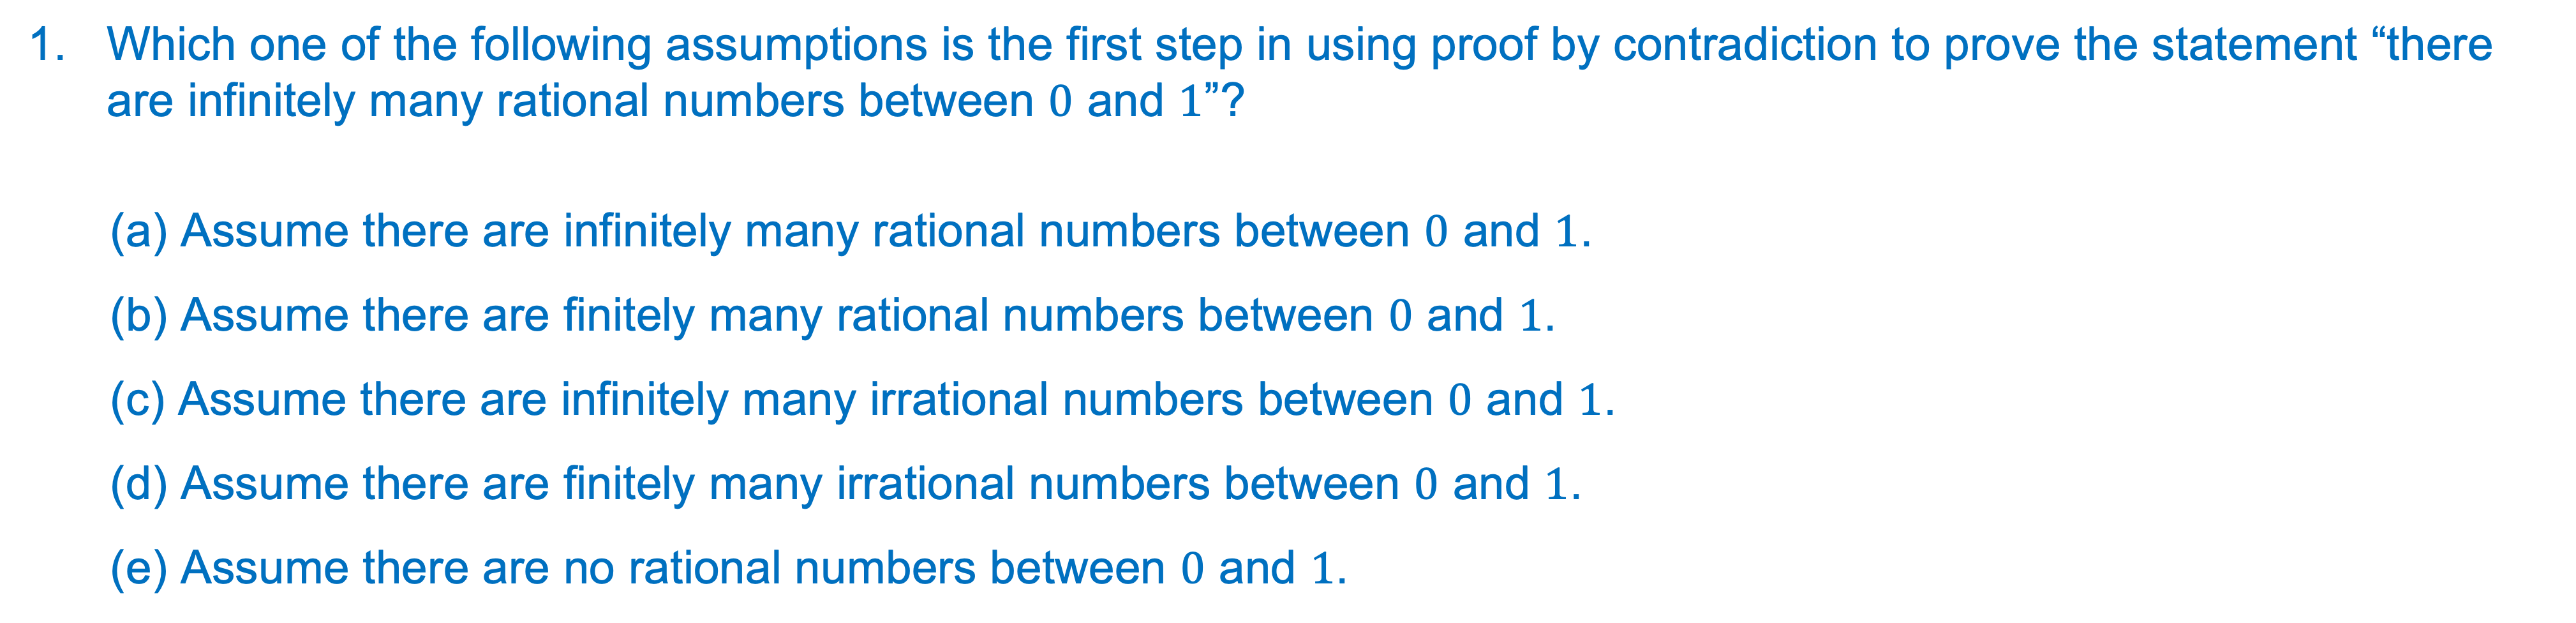 1. Which one of the following assumptions is the first step in using proof by contradiction to prove the statement “there
are infinitely many rational numbers between 0 and 1”?
(a) Assume there are infinitely many rational numbers between 0 and 1.
(b) Assume there are finitely many rational numbers between 0 and 1.
(c) Assume there are infinitely many irrational numbers between 0 and 1.
(d) Assume there are finitely many irrational numbers between 0 and 1.
(e) Assume there are no rational numbers between 0 and 1.